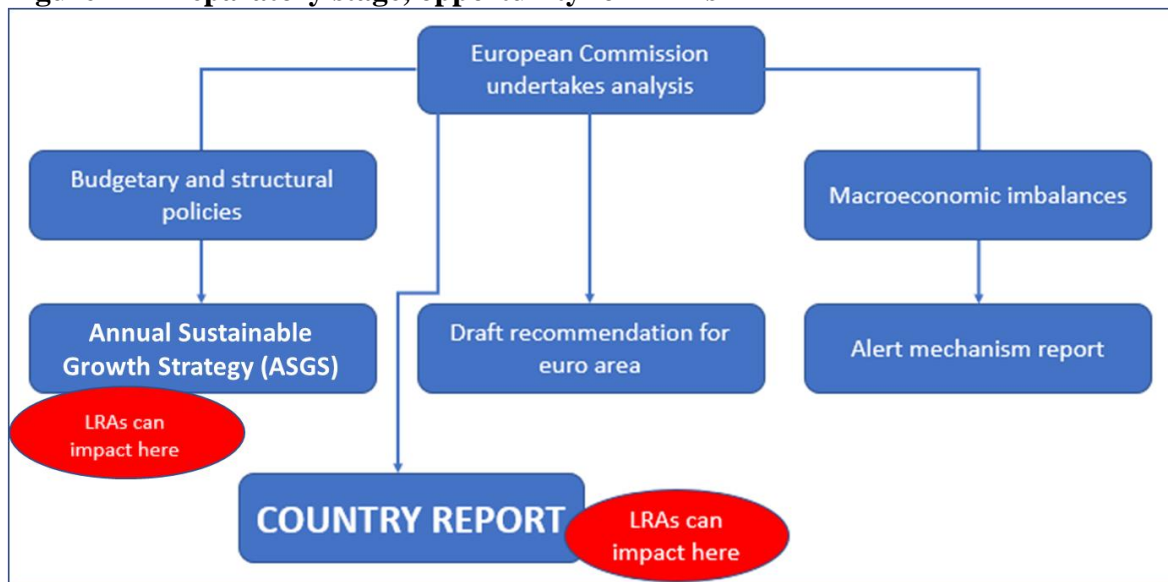 European Commission
undertakes analysis
Budgetary and structural
policies
Macroeconomic imbalances
Annual Sustainable
Growth Strategy (ASGS)
Draft recommendation for
euro area
Alert mechanism report
LRAs can
impact here
COUNTRY REPORT
LRAs can
impact here